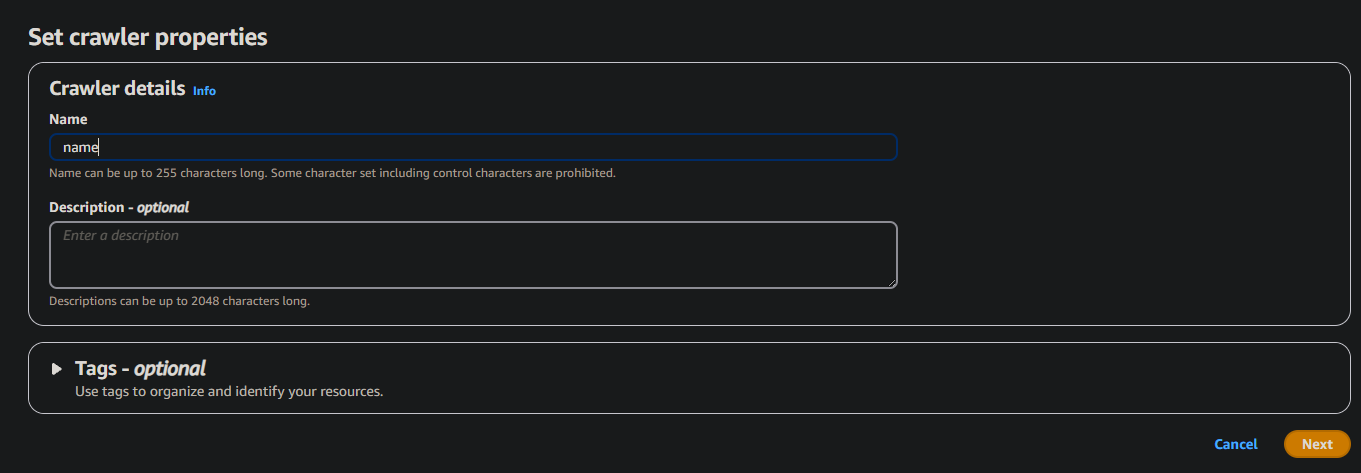 Set crawler properties
Crawler details Info
Name
name
Name can be up to 255 characters long. Some character set including control characters are prohibited.
Description - optional
Enter a description
Descriptions can be up to 2048 characters long.
Tags - optional
Use tags to organize and identify your resources.
Cancel Next